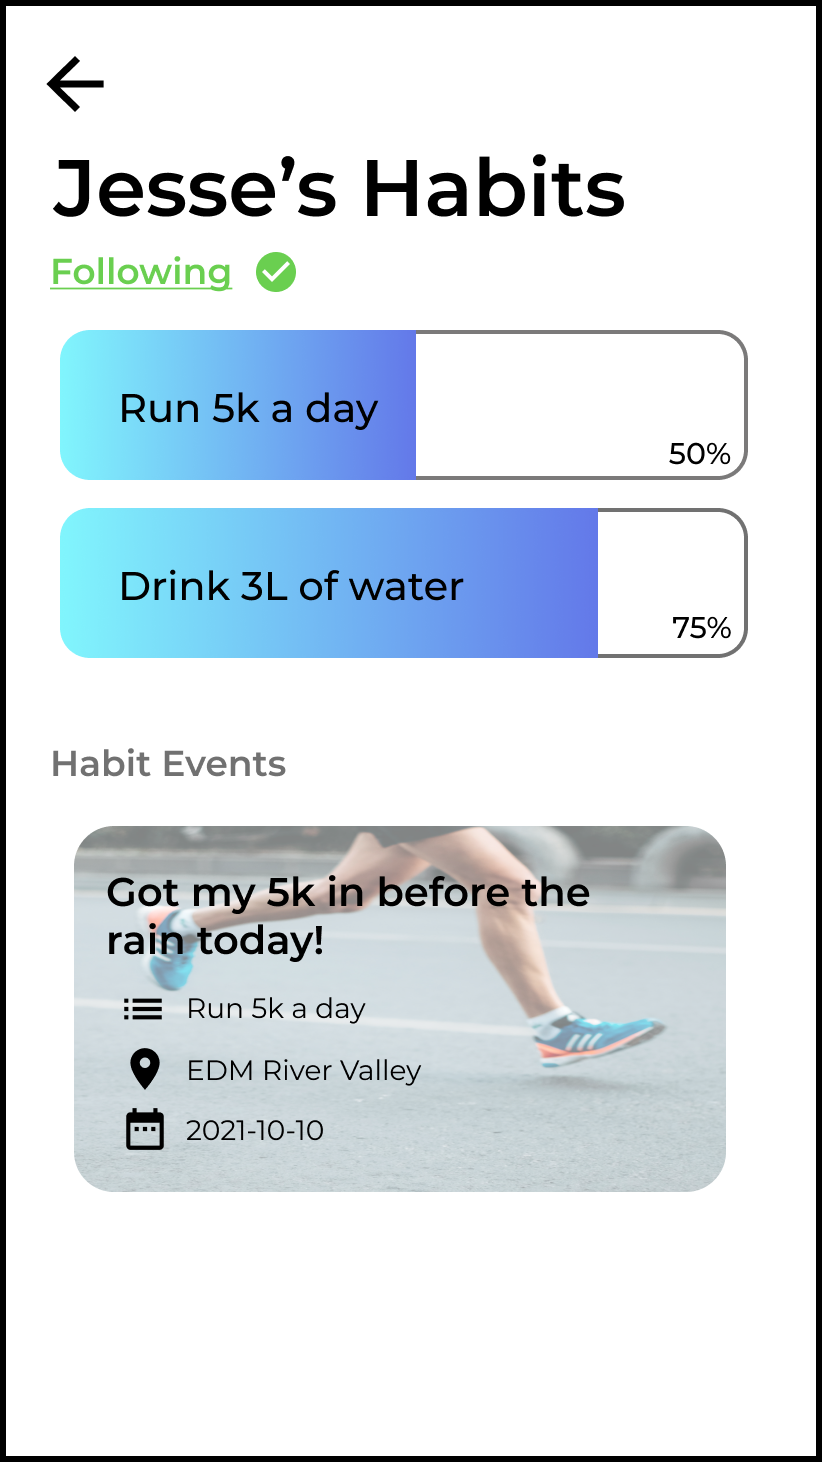 Jesse’s Habits
Following
Run 5k a day
50%
Drink 3L of water
75%
Habit Events
Got my 5k in before the
rain today!
Run 5k a day
EDM River Valley
2021-10-10